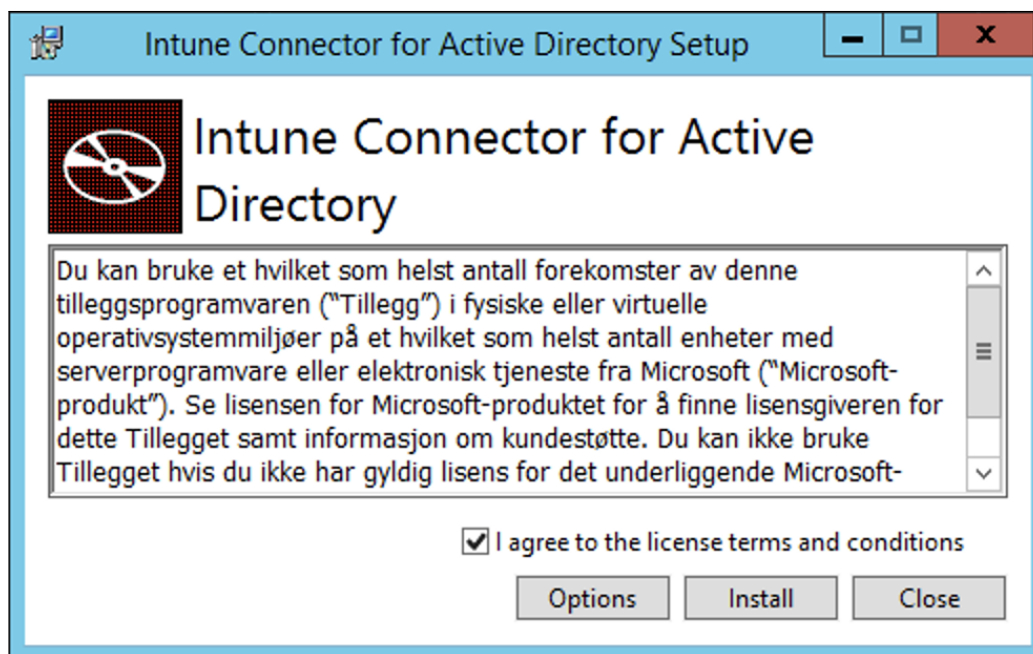 Intune Connector for Active Directory Setup
Intune Connector for Active
Directory
Du kan bruke et hvilket som helst antall forekomster av denne
tilleggsprogramvaren (“Tillegg”) i fysiske eller virtuelle
operativsystemmiljøer på et hvilket som helst antall enheter med
serverprogramvare eller elektronisk tjeneste fra Microsoft (“Microsoft-
produkt”). Se lisensen for Microsoft-produktet for å finne lisensgiveren for
dette Tillegget samt informasjon om kundestøtte. Du kan ikke bruke
Tillegget hvis du ikke har gyldig lisens for det underliggende Microsoft-
I agree to the license terms and conditions
Options Install Close